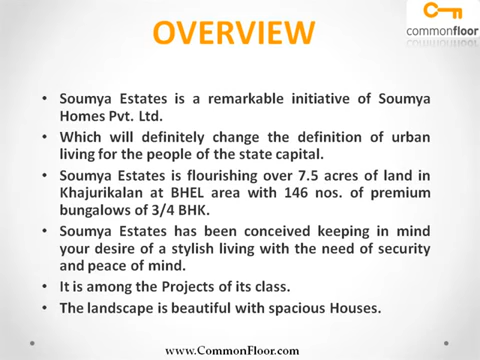 OVERVIEW
commonfloor
• Soumya Estates is a remarkable initiative of Soumya
Homes Pvt. Ltd.
• Which will definitely change the definition of urban
living for the people of the state capital.
• Soumya Estates is flourishing over 7.5 acres of land in
Khajurikalan at BHEL area with 146 nos. of premium
bungalows of 3/4 BHK.
• Soumya Estates has been conceived keeping in mind
your desire of a stylish living with the need of security
and peace of mind.
• It is among the Projects of its class.
• The landscape is beautiful with spacious Houses.
www.CommonFloor.com